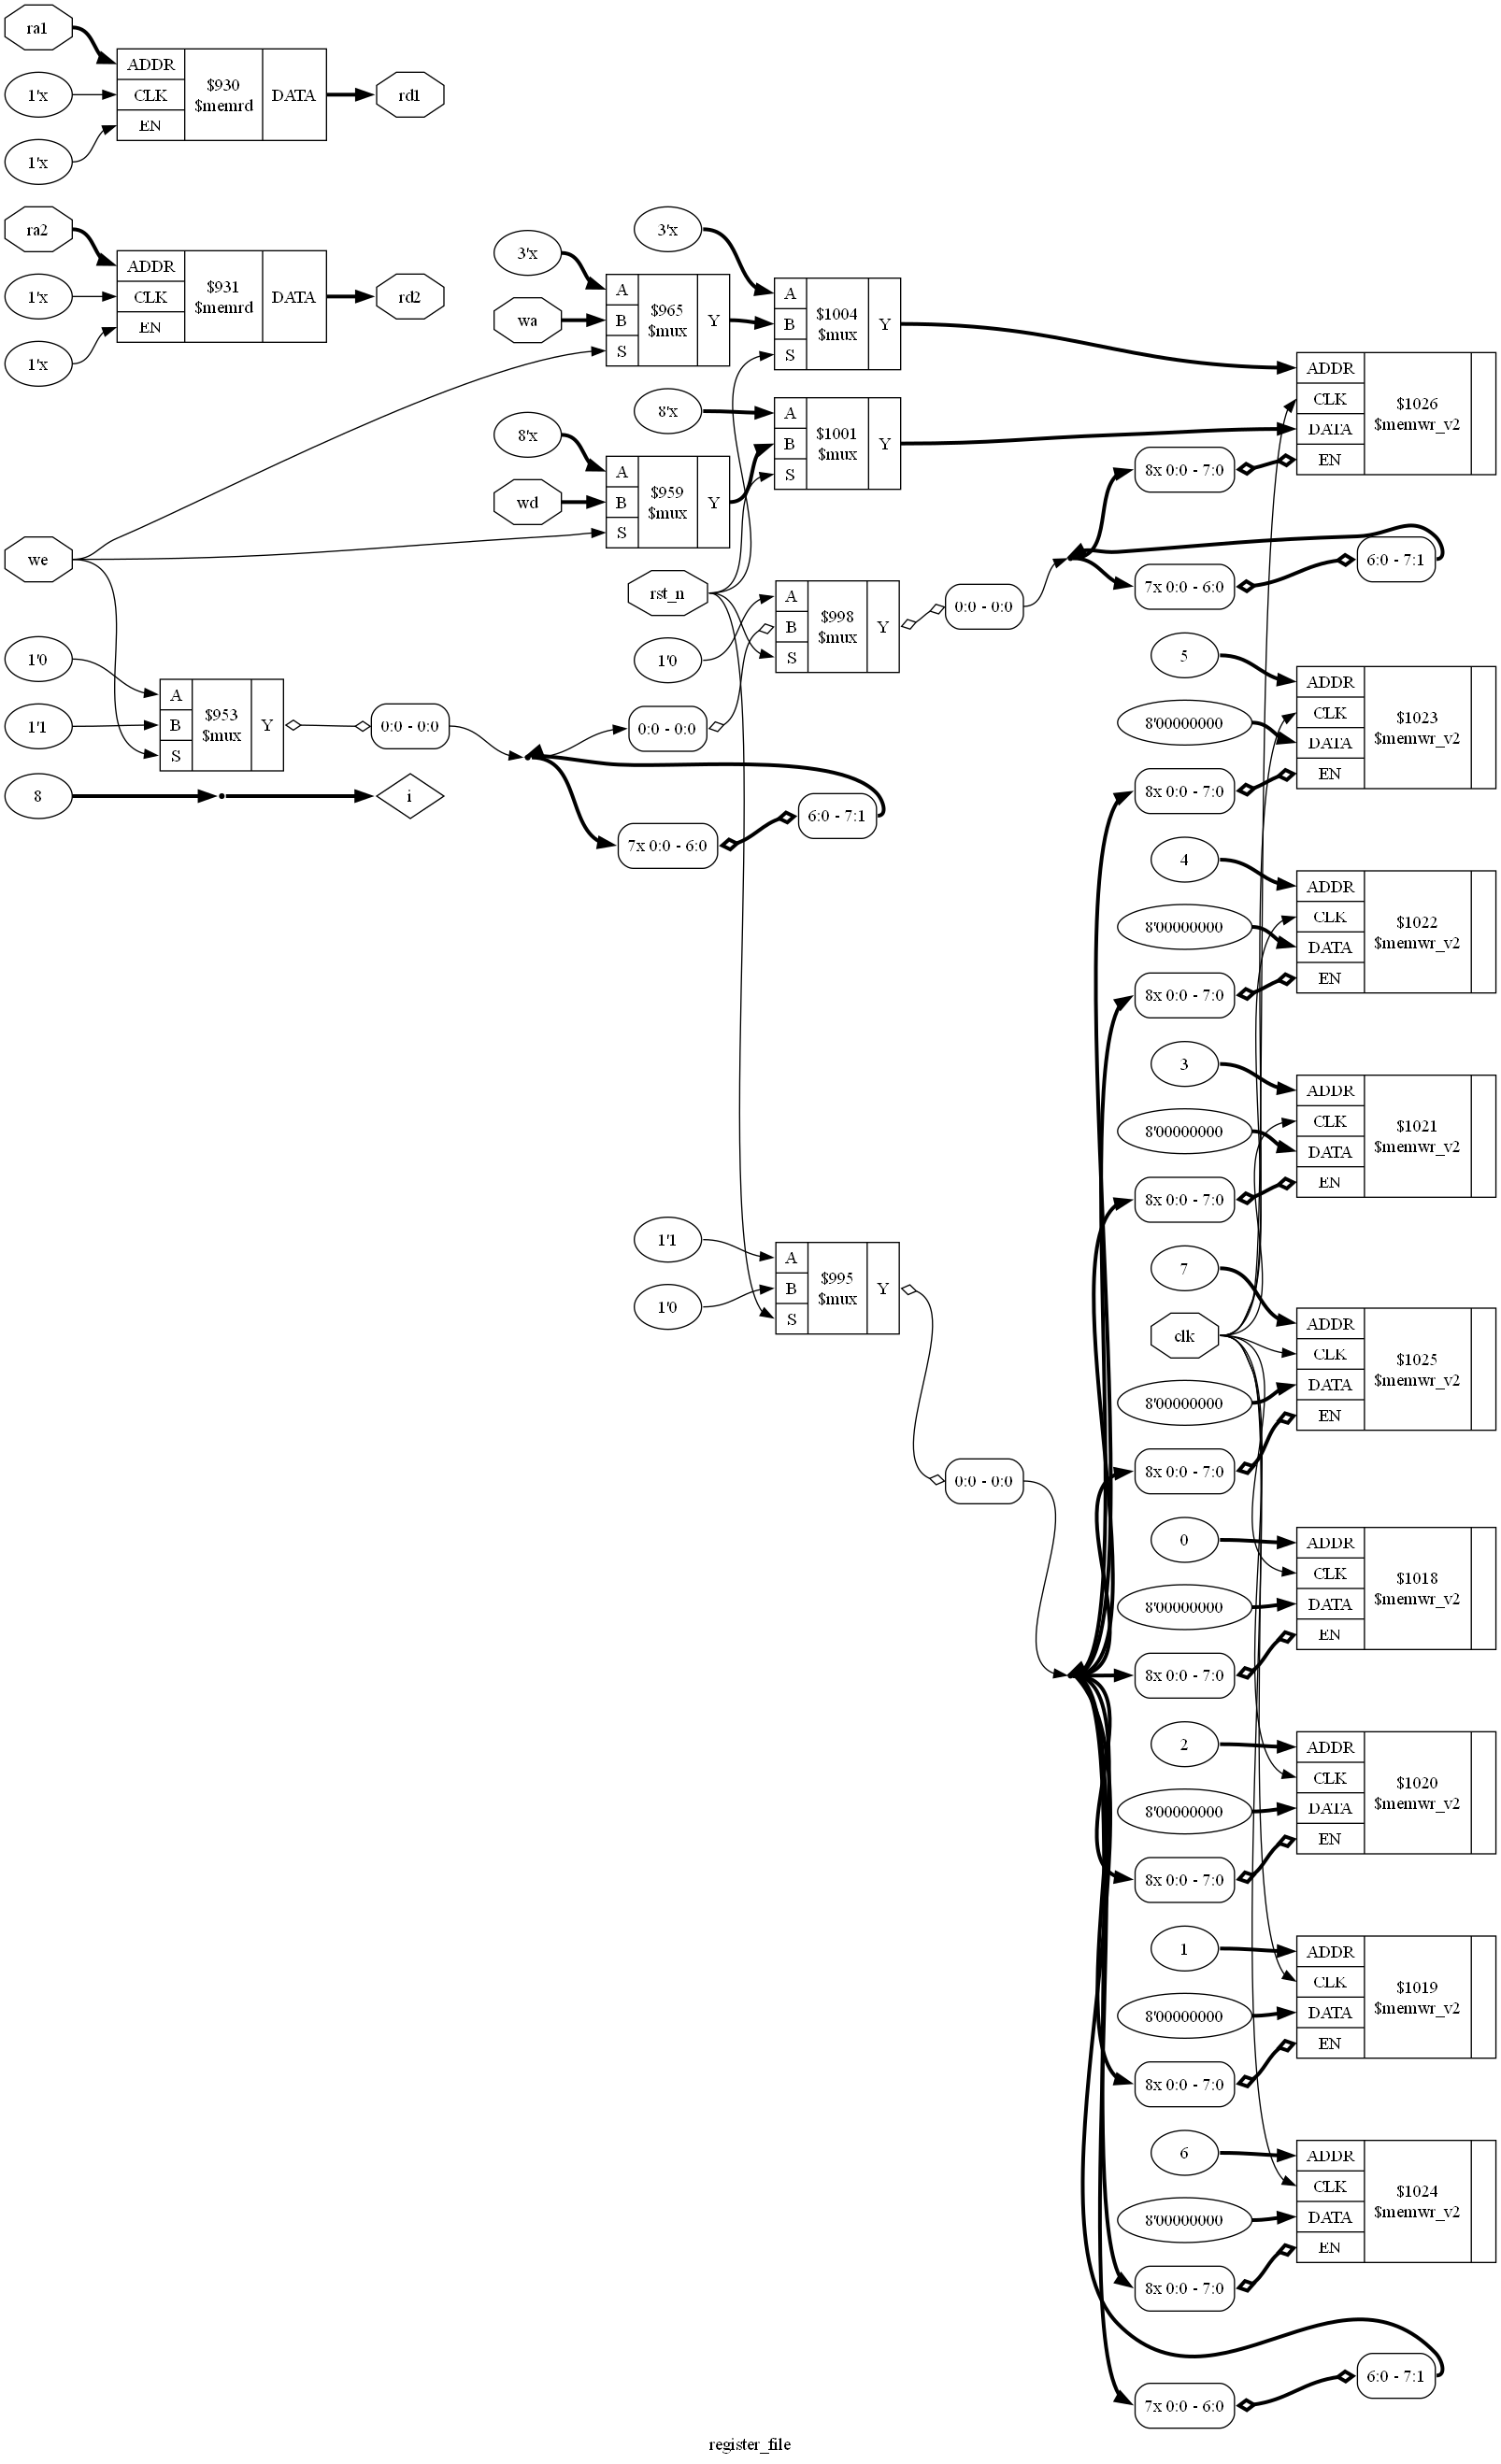 ra1
1'x
1'x
ADDR
CLK
EN
$930
$memrd
DATA
rd1
ra2
1'x
1'x
ADDR
CLK
EN
$931
$memrd
DATA
rd2
3'x
wa
A
B
S
$965
$mux
Y
3'x
A
B
S
$1004
$mux
Y
8'x
wd
A
B
S
$959
$mux
Y
8'x
A
B
S
$1001
$mux
Y
we
rst_n
1'0
A
B
S
$998
$mux
Y
0:0 - 0:0
1'0
1'1
A
B
S
$953
$mux
Y
0:0 - 0:0
0:0 - 0:0
7x 0:0 - 6:0
6:0 - 7:1
8
i
ADDR
CLK
DATA
EN
$1026
$memwr_v2
8x 0:0 - 7:0
7x 0:0 - 6:0
6:0 - 7:1
5
8'00000000
8x 0:0 - 7:0
ADDR
CLK
DATA
EN
$1023
$memwr_v2
4
8'00000000
8x 0:0 - 7:0
ADDR
CLK
DATA
EN
$1022
$memwr_v2
3
8'00000000
8x 0:0 - 7:0
ADDR
CLK
DATA
EN
$1021
$memwr_v2
1'1
1'0
A
B
S
$995
$mux
Y
0:0 - 0:0
7
clk
8'00000000
8x 0:0 - 7:0
ADDR
CLK
DATA
EN
$1025
$memwr_v2
0
8'00000000
8x 0:0 - 7:0
ADDR
CLK
DATA
EN
$1018
$memwr_v2
2
8'00000000
8x 0:0 - 7:0
ADDR
CLK
DATA
EN
$1020
$memwr_v2
1
8'00000000
8x 0:0 - 7:0
ADDR
CLK
DATA
EN
$1019
$memwr_v2
6
8'00000000
8x 0:0 - 7:0
ADDR
CLK
DATA
EN
$1024
$memwr_v2
7x 0:0 - 6:0
6:0 - 7:1
register_file